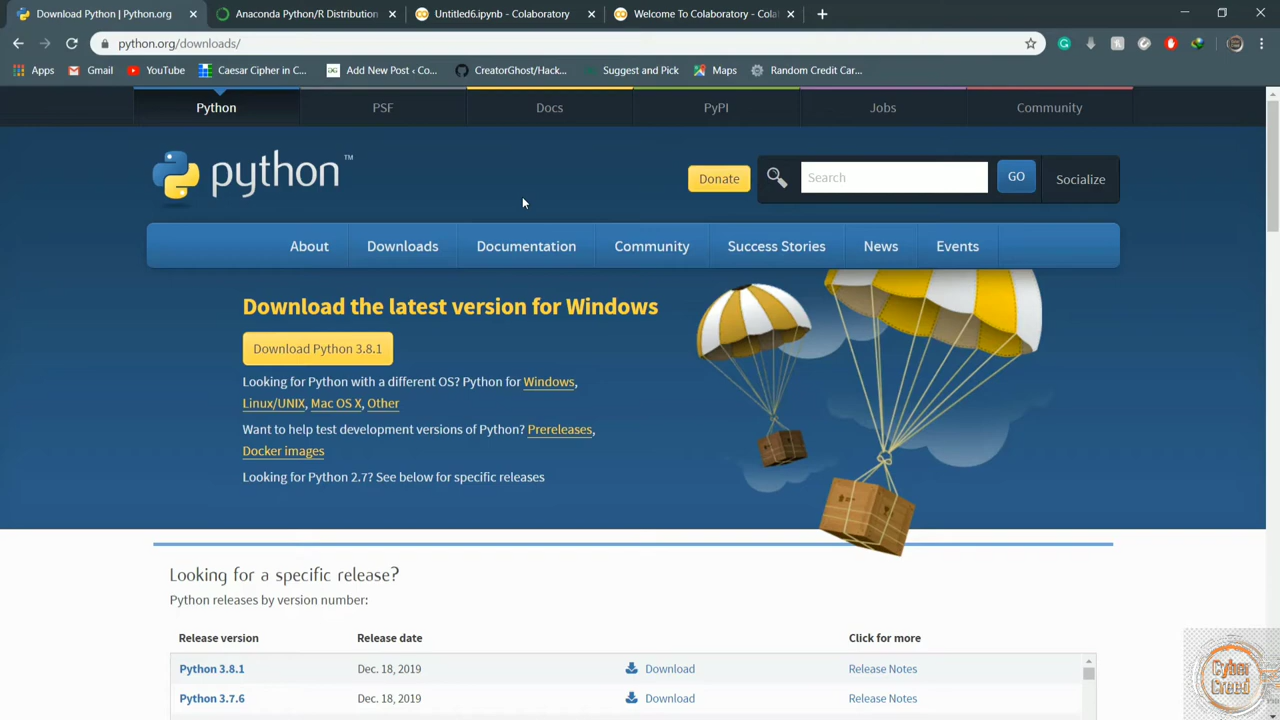 Download Python | Python.org
Anaconda Python/R Distribution
Untitled6.ipynb - Colaboratory
Welcome To Colaboratory - Cola
python.org/downloads/
Apps
Gmail
YouTube
Caesar Cipher in C...
Add New Post ‹ Co...
CreatorGhost/Hack...
Suggest and Pick
Maps
Random Credit Car...
Python
PSF
Docs
PyPI
Jobs
Community
python™
Donate
Search
GO
Socialize
About
Downloads
Documentation
Community
Success Stories
News
Events
Download the latest version for Windows
Download Python 3.8.1
Looking for Python with a different OS? Python for Windows,
Linux/UNIX, Mac OS X, Other
Want to help test development versions of Python? Prereleases,
Docker images
Looking for Python 2.7? See below for specific releases
Looking for a specific release?
Python releases by version number:
Release version
Release date
Click for more
Python 3.8.1
Dec. 18, 2019
Download
Release Notes
Python 3.7.6
Dec. 18, 2019
Download
Release Notes
Cyber
Creed